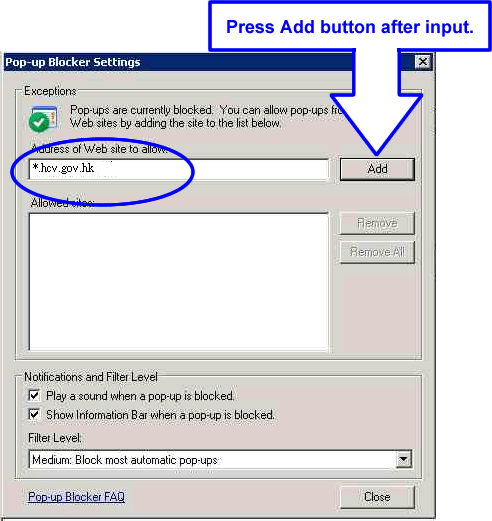 Press Add button after input.
Pop-up Blocker Settings
Exceptions
Pop-ups are currently blocked. You can allow pop-ups
Web sites by adding the site to the list below.
Address of Web site to allow:
*.hcv.gov.hk
Add
Allowed sites:
Remove
Remove All
Notifications and Filter Level
Play a sound when a pop-up is blocked.
Show Information Bar when a pop-up is blocked.
Filter Level:
Medium: Block most automatic pop-ups
Pop-up Blocker FAQ
Close